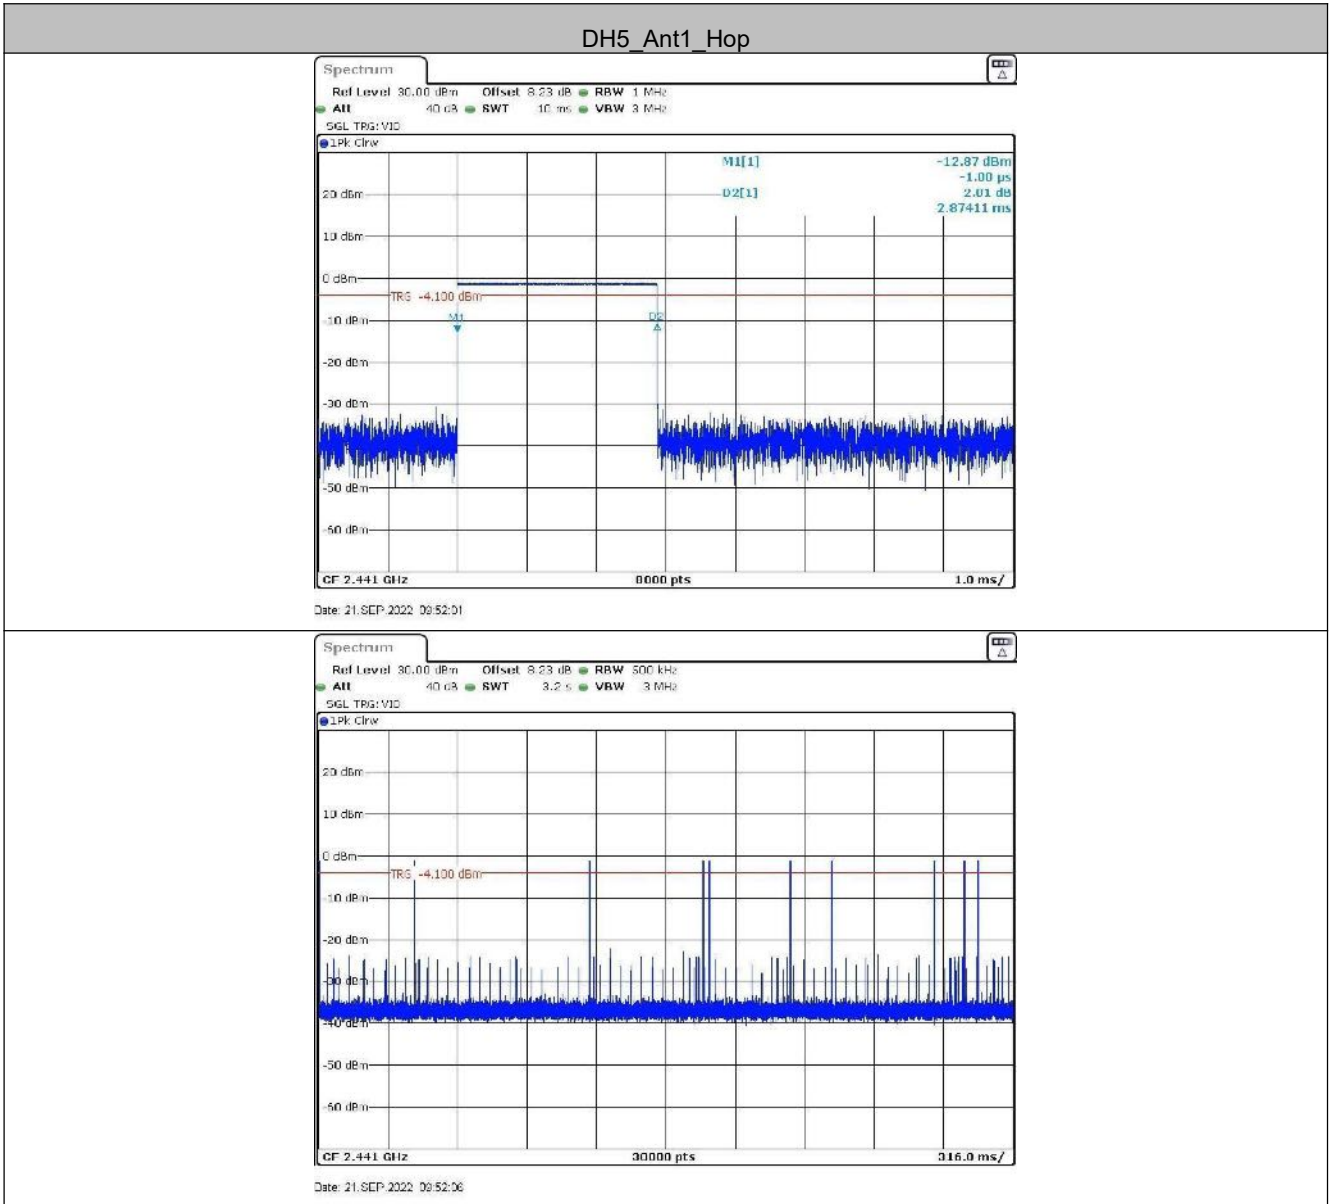 DH5_Ant1_Hop
Spectrum
Ref Level 30.00 dBm Offset 8.23 dB RBW 1 MHz
Att 40 dB SWT 10 ms VBW 3 MHz
SGL TRG: VID
1Pk Clrw
M1[1] -12.87 dBm
-1.00 µs
20 dBm D2[1] 2.01 dB
2.87411 ms
10 dBm
0 dBm
TRG -4.100 dBm
M1 D2
-10 dBm
-20 dBm
-30 dBm
-50 dBm
-60 dBm
CF 2.441 GHz 8000 pts 1.0 ms/
Date: 21.SEP.2022 09:52:01
Spectrum
Ref Level 30.00 dBm Offset 8.23 dB RBW 500 kHz
Att 40 dB SWT 3.2 s VBW 3 MHz
SGL TRG: VID
1Pk Clrw
20 dBm
10 dBm
0 dBm
TRG -4.100 dBm
-10 dBm
-20 dBm
-30 dBm
-40 dBm
-50 dBm
-60 dBm
CF 2.441 GHz 30000 pts 316.0 ms/
Date: 21.SEP.2022 09:52:06